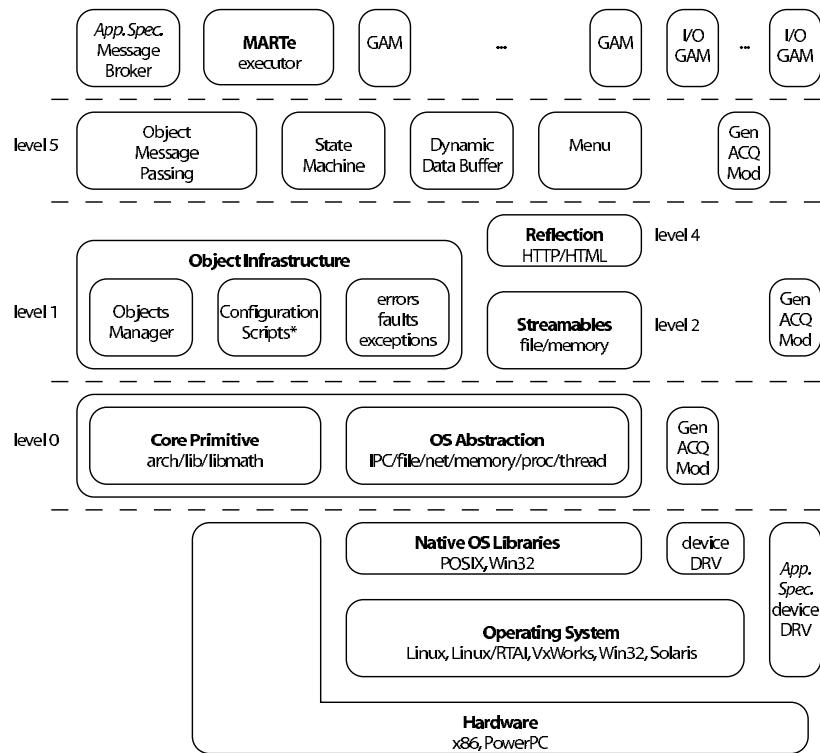 App. Spec.
Message
Broker
MARTe
executor
GAM
...
GAM
I/O
GAM
...
I/O
GAM
level 5
Object
Message
Passing
State
Machine
Dynamic
Data Buffer
Menu
Gen
ACQ
Mod
Reflection
HTTP/HTML
level 4
Object Infrastructure
level 1
Objects
Manager
Configuration
Scripts*
errors
faults
exceptions
Streamables
file/memory
level 2
Gen
ACQ
Mod
level 0
Core Primitive
arch/lib/libmath
OS Abstraction
IPC/file/net/memory/proc/thread
Gen
ACQ
Mod
Native OS Libraries
POSIX, Win32
device
DRV
App.
Spec.
device
DRV
Operating System
Linux, Linux/RTAI, VxWorks, Win32, Solaris
Hardware
x86, PowerPC